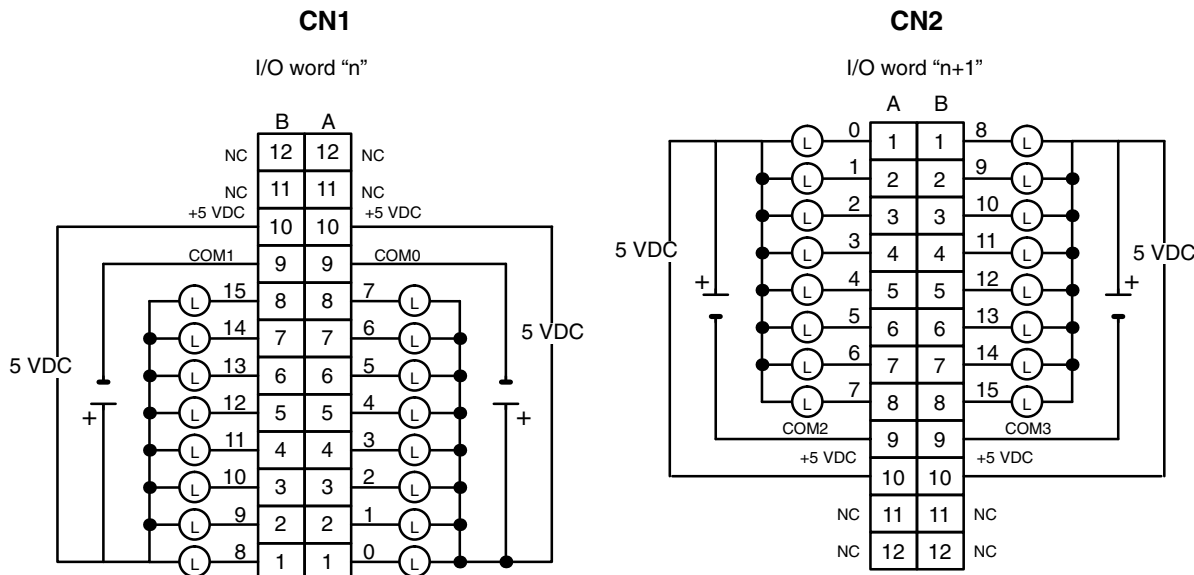 CN1
I/O word “n”
B A
NC 12 12 NC
NC 11 11 NC
+5 VDC 10 10 +5 VDC
COM1 9 9 COM0
L 15 8 8 7 L
L 14 7 7 6 L
L 13 6 6 5 L
L 12 5 5 4 L
L 11 4 4 3 L
L 10 3 3 2 L
L 9 2 2 1 L
L 8 1 1 0 L
5 VDC
+
5 VDC
+
CN2
I/O word “n+1”
A B
L 0 1 1 8 L
L 1 2 2 9 L
L 2 3 3 10 L
L 3 4 4 11 L
L 4 5 5 12 L
L 5 6 6 13 L
L 6 7 7 14 L
L 7 8 8 15 L
COM2 9 9 COM3
+5 VDC 10 10 +5 VDC
NC 11 11 NC
NC 12 12 NC
5 VDC
+
5 VDC
+